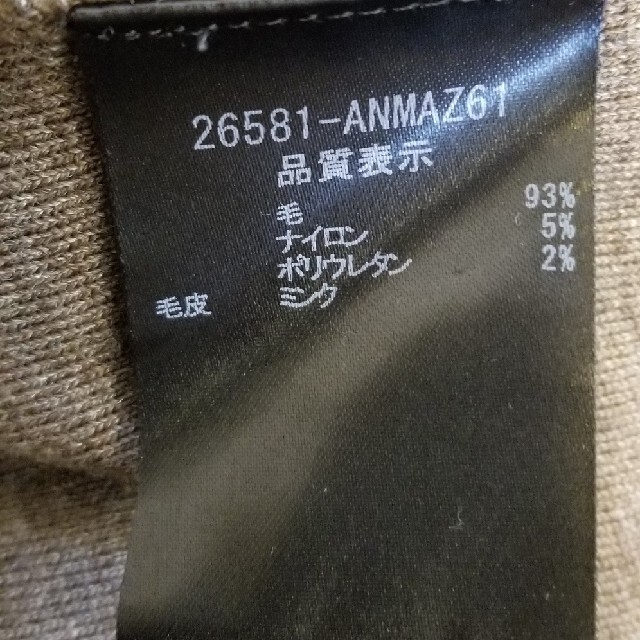 26581-ANMAZ61
品質表示
毛 93%
ナイロン 5%
ポリウレタン 2%
毛皮 ミンク